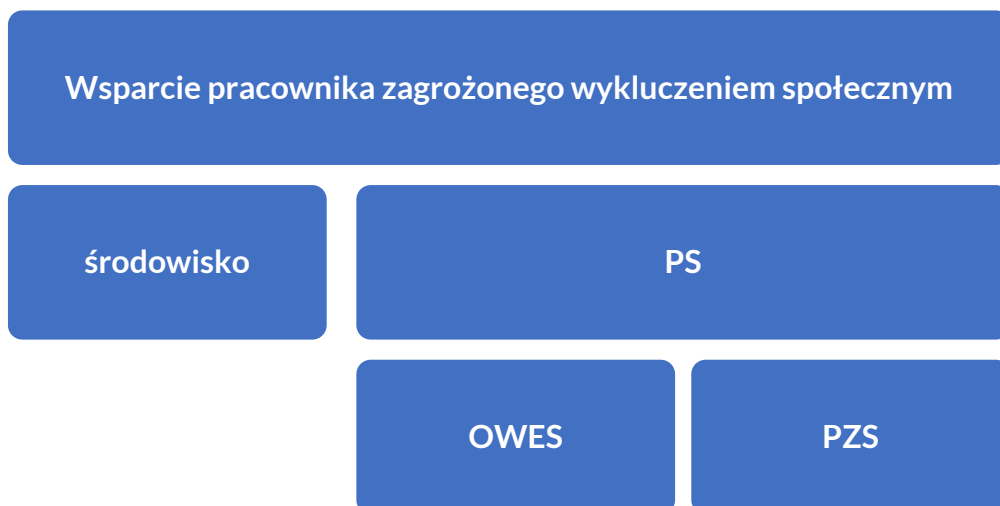 Wsparcie pracownika zagrożonego wykluczeniem społecznym
środowisko
PS
OWES
PZS